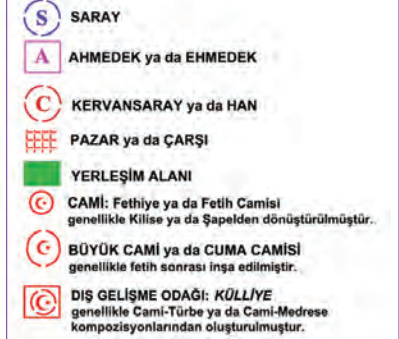 S SARAY
A AHMEDEK ya da EHMEDEK
C KERVANSARAY ya da HAN
PAZAR ya da ÇARŞI
YERLEŞİM ALANI
CAMİ: Fethiye ya da Fetih Camisi
genellikle Kilise ya da Şapelden dönüştürülmüştür.
BÜYÜK CAMİ ya da CUMA CAMİSİ
genellikle fetih sonrası inşa edilmiştir.
DIŞ GELİŞME ODAĞI: KÜLLİYE
genellikle Cami-Türbe ya da Cami-Medrese
kompozisyonlarından oluşturulmuştur.